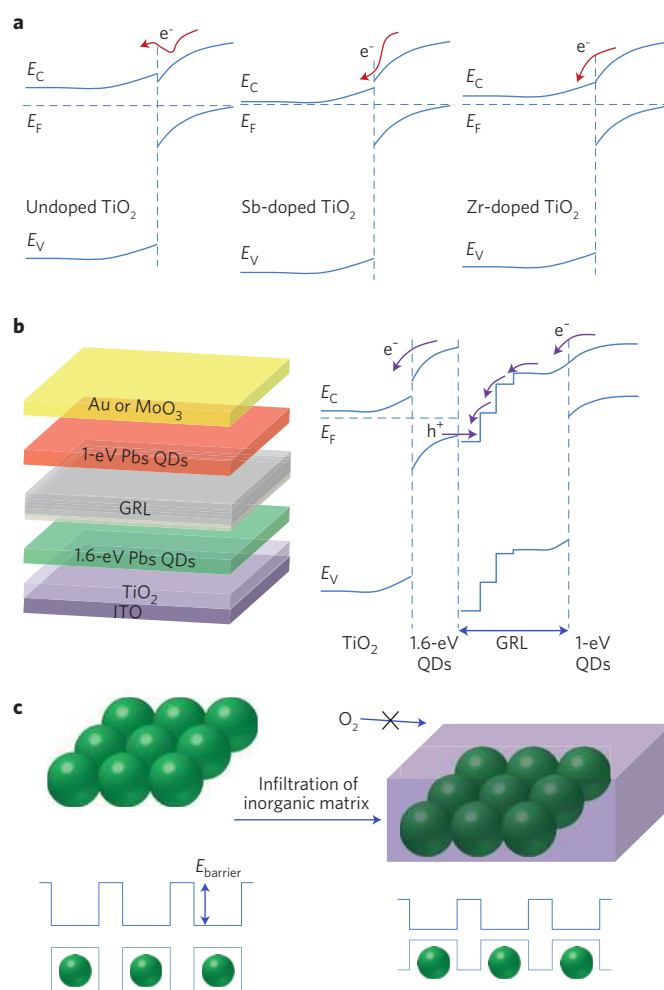 a
e⁻
e⁻
e⁻
E_C
E_C
E_C
E_F
E_F
E_F
Undoped TiO₂
Sb-doped TiO₂
Zr-doped TiO₂
E_V
E_V
E_V
b
Au or MoO₃
1-eV Pbs QDs
GRL
1.6-eV Pbs QDs
TiO₂
ITO
e⁻
e⁻
E_C
E_F
h⁺
E_V
TiO₂
1.6-eV
QDs
GRL
1-eV
QDs
c
O₂
Infiltration of
inorganic matrix
E_barrier